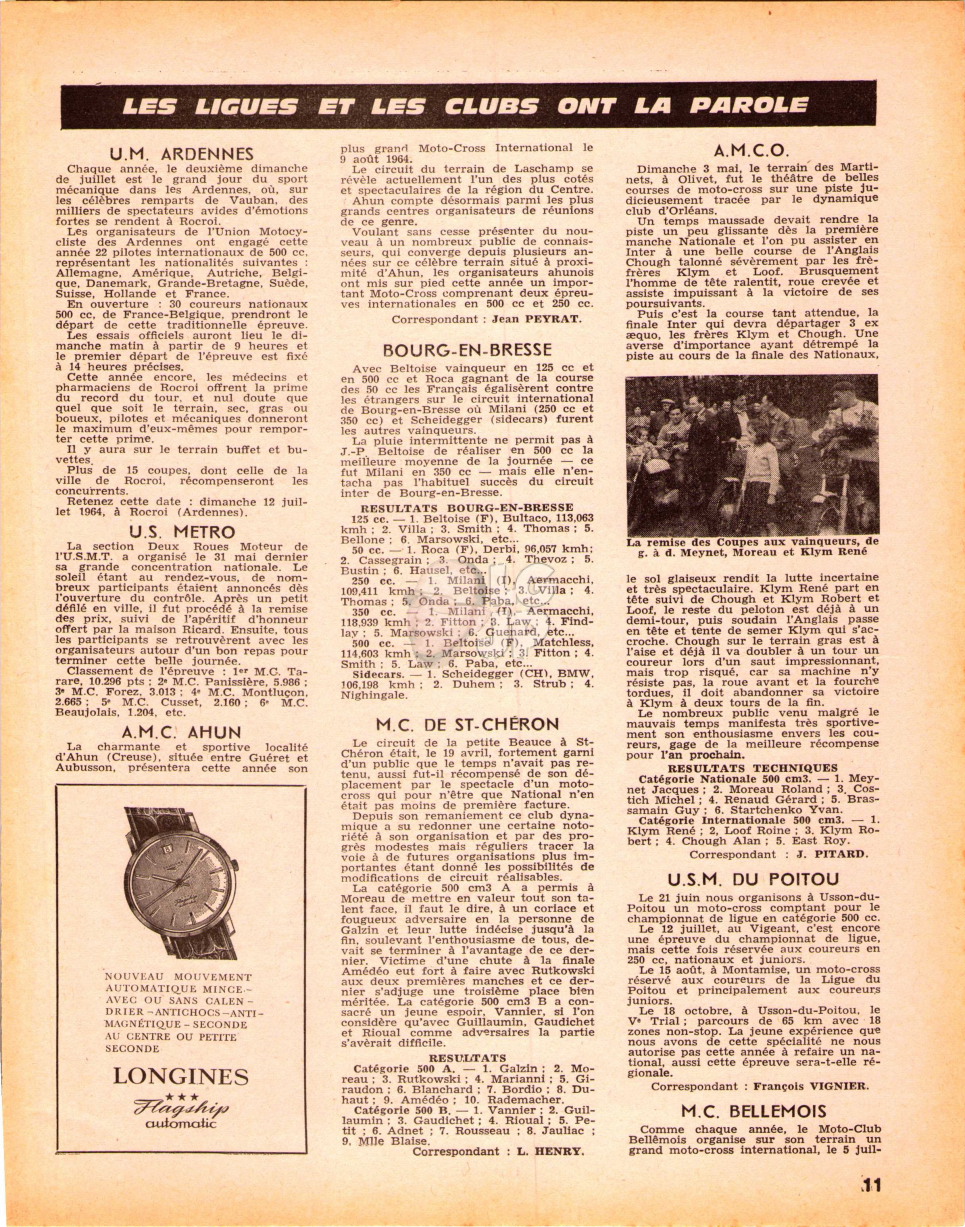 LES LIGUES ET LES CLUBS ONT LA PAROLE
U.M. ARDENNES
Chaque année, le deuxième dimanche
de juillet est le grand jour du sport
mécanique dans les Ardennes, où, sur
les célèbres remparts de Vauban, des
milliers de spectateurs avides d'émotions
fortes se rendent à Rocroi.
Les organisateurs de l'Union Motocy-
cliste des Ardennes ont engagé cette
année 22 pilotes internationaux de 500 cc,
représentant les nationalités suivantes :
Allemagne, Amérique, Autriche, Belgi-
que, Danemark, Grande-Bretagne, Suède,
Suisse, Hollande et France.
En ouverture : 30 coureurs nationaux
500 cc, de France-Belgique, prendront le
départ de cette traditionelle épreuve.
Les essais officiels auront lieu le di-
manche matin à partir de 9 heures et
le premier départ de l'épreuve est fixé
à 14 heures précises.
Cette année encore, les médecins et
pharmaciens de Rocroi offrent la prime
du record du tour, et nul doute que
quel que soit le terrain, sec, gras ou
boueux, pilotes et mécaniques donneront
le maximum d'eux-mêmes pour rempor-
ter cette prime.
Il y aura sur le terrain buffet et bu-
vettes.
Plus de 15 coupes, dont celle de la
ville de Rocroi, récompenseront les
concurrents.
Retenez cette date : dimanche 12 juil-
let 1964, à Rocroi (Ardennes).
U.S. METRO
La section Deux Roues Moteur de
l'U.S.M.T. a organisé le 31 mai dernier
sa grande concentration nationale. Le
soleil étant au rendez-vous, de nom-
breux participants étaient annoncés dès
l'ouverture du contrôle. Après un petit
défilé en ville, il fut procédé à la remise
des prix, suivi de l'apéritif d'honneur
offert par la maison Ricard. Ensuite, tous
les participants se retrouvèrent avec les
organisateurs autour d'un bon repas pour
terminer cette belle journée.
Classement de l'épreuve : 1er M.C. Ta-
rare, 10.296 pts ; 2e M.C. Panissière, 5.986 ;
3e M.C. Forez, 3.013 ; 4e M.C. Montluçon,
2.665 ; 5e M.C. Cusset, 2.160 ; 6e M.C.
Beaujolais, 1.204, etc.
A.M.C. AHUN
La charmante et sportive localité
d'Ahun (Creuse), située entre Guéret et
Aubusson, présentera cette année son
NOUVEAU MOUVEMENT
AUTOMATIQUE MINCE -
AVEC OU SANS CALEN -
DRIER - ANTICHOCS - ANTI -
MAGNÉTIQUE - SECONDE
AU CENTRE OU PETITE
SECONDE
LONGINES
★★★
Flagship
automatic
plus grand Moto-Cross International le
9 août 1964.
Le circuit du terrain de Laschamp se
révèle actuellement l'un des plus cotés
et spectaculaires de la région du Centre.
Ahun compte désormais parmi les plus
grands centres organisateurs de réunions
de ce genre.
Voulant sans cesse présenter du nou-
veau à un nombreux public de connais-
seurs, qui converge depuis plusieurs an-
nées sur ce célèbre terrain situé à proxi-
mité d'Ahun, les organisateurs ahunois
ont mis sur pied cette année un impor-
tant Moto-Cross comprenant deux épreu-
ves internationales en 500 et 250 cc.
Correspondant : Jean PEYRAT.
BOURG-EN-BRESSE
Avec Beltoise vainqueur en 125 cc et
en 500 cc et Roca gagnant de la course
des 50 cc les Français égalisèrent contre
les étrangers sur le circuit international
de Bourg-en-Bresse où Milani (250 cc et
350 cc) et Scheidegger (sidecars) furent
les autres vainqueurs.
La pluie intermittente ne permit pas à
J.-P. Beltoise de réaliser en 500 cc la
meilleure moyenne de la journée — ce
fut Milani en 350 cc — mais elle n'en-
tacha pas l'habituel succès du circuit
inter de Bourg-en-Bresse.
RESULTATS BOURG-EN-BRESSE
125 cc. — 1. Beltoise (F), Bultaco, 113,063
kmh ; 2. Villa ; 3. Smith ; 4. Thomas ; 5.
Bellone ; 6. Marsowski, etc...
50 cc. — 1. Roca (F), Derbi, 96,057 kmh;
2. Cassegrain ; 3. Onda ; 4. Thevoz ; 5.
Bustin ; 6. Hausel, etc...
250 cc. — 1. Milani (I), Aermacchi,
109,411 kmh ; 2. Beltoise ; 3. Villa ; 4.
Thomas ; 5. Onda ; 6. Paba, etc...
350 cc. — 1. Milani (I), Aermacchi,
118,939 kmh ; 2. Fitton ; 3. Law ; 4. Find-
lay ; 5. Marsowski ; 6. Guenard, etc...
500 cc. — 1. Beltoise (F), Matchless,
114,603 kmh ; 2. Marsowski ; 3. Fitton ; 4.
Smith ; 5. Law ; 6. Paba, etc...
Sidecars. — 1. Scheidegger (CH), BMW,
106,198 kmh ; 2. Duhem ; 3. Strub ; 4.
Nighingale.
M.C. DE ST-CHÉRON
Le circuit de la petite Beauce à St-
Chéron était, le 19 avril, fortement garni
d'un public que le temps n'avait pas re-
tenu, aussi fut-il récompensé de son dé-
placement par le spectacle d'un moto-
cross qui pour n'être que National n'en
était pas moins de première facture.
Depuis son remaniement ce club dyna-
mique a su redonner une certaine noto-
riété à son organisation et par des pro-
grès modestes mais réguliers tracer la
voie à de futures organisations plus im-
portantes étant donné les possibilités de
modifications de circuit réalisables.
La catégorie 500 cm3 A a permis à
Moreau de mettre en valeur tout son ta-
lent face, il faut le dire, à un coriace et
fougueux adversaire en la personne de
Galzin et leur lutte indécise jusqu'à la
fin, soulevant l'enthousiasme de tous, de-
vait se terminer à l'avantage de ce der-
nier. Victime d'une chute à la finale
Amédéo eut fort à faire avec Rutkowski
aux deux premières manches et ce der-
nier s'adjuge une troisième place bien
méritée. La catégorie 500 cm3 B a con-
sacré un jeune espoir, Vannier, si l'on
considère qu'avec Guillaumin, Gaudichet
et Rioual comme adversaires la partie
s'avèrait difficile.
RESULTATS
Catégorie 500 A. — 1. Galzin ; 2. Mo-
reau ; 3. Rutkowski ; 4. Marianni ; 5. Gi-
raudon ; 6. Blanchard ; 7. Bordio ; 8. Du-
haut ; 9. Amédéo ; 10. Rademacher.
Catégorie 500 B. — 1. Vannier ; 2. Guil-
laumin ; 3. Gaudichet ; 4. Rioual ; 5. Pe-
tit ; 6. Adnet ; 7. Rousseau ; 8. Jauliac ;
9. Mlle Blaise.
Correspondant : L. HENRY.
A.M.C.O.
Dimanche 3 mai, le terrain des Marti-
nets, à Olivet, fut le théâtre de belles
courses de moto-cross sur une piste ju-
dicieusement tracée par le dynamique
club d'Orléans.
Un temps maussade devait rendre la
piste un peu glissante dès la première
manche Nationale et l'on pu assister en
Inter à une belle course de l'Anglais
Chough talonné sévèrement par les frè-
frères Klym et Loof. Brusquement
l'homme de tête ralentit, roue crevée et
assiste impuissant à la victoire de ses
poursuivants.
Puis c'est la course tant attendue, la
finale Inter qui devra départager 3 ex
æquo, les frères Klym et Chough. Une
averse d'importance ayant détrempé la
piste au cours de la finale des Nationaux,
La remise des Coupes aux vainqueurs, de
g. à d. Meynet, Moreau et Klym René
le sol glaiseux rendit la lutte incertaine
et très spectaculaire. Klym René part en
tête suivi de Chough et Klym Robert et
Loof, le reste du peloton est déjà à un
demi-tour, puis soudain l'Anglais passe
en tête et tente de semer Klym qui s'ac-
croche. Chough sur le terrain gras est à
l'aise et déjà il va doubler à un tour un
coureur lors d'un saut impressionnant,
mais trop risqué, car sa machine n'y
résiste pas, la roue avant et la fourche
tordues, il doit abandonner sa victoire
à Klym à deux tours de la fin.
Le nombreux public venu malgré le
mauvais temps manifesta très sportive-
ment son enthousiasme envers les cou-
reurs, gage de la meilleure récompense
pour l'an prochain.
RESULTATS TECHNIQUES
Catégorie Nationale 500 cm3. — 1. Mey-
net Jacques ; 2. Moreau Roland ; 3. Cos-
tich Michel ; 4. Renaud Gérard ; 5. Bras-
samain Guy ; 6. Startchenko Yvan.
Catégorie Internationale 500 cm3. — 1.
Klym René ; 2, Loof Roine ; 3. Klym Ro-
bert ; 4. Chough Alan ; 5. East Roy.
Correspondant : J. PITARD.
U.S.M. DU POITOU
Le 21 juin nous organisons à Usson-du-
Poitou un moto-cross comptant pour le
championnat de ligue en catégorie 500 cc.
Le 12 juillet, au Vigeant, c'est encore
une épreuve du championnat de ligue,
mais cette fois réservée aux coureurs en
250 cc, nationaux et juniors.
Le 15 août, à Montamise, un moto-cross
réservé aux coureurs de la Ligue du
Poitou et principalement aux coureurs
juniors.
Le 18 octobre, à Usson-du-Poitou, le
Ve Trial ; parcours de 65 km avec 18
zones non-stop. La jeune expérience que
nous avons de cette spécialité ne nous
autorise pas cette année à refaire un na-
tional, aussi cette épreuve sera-t-elle ré-
gionale.
Correspondant : François VIGNIER.
M.C. BELLEMOIS
Comme chaque année, le Moto-Club
Bellêmois organise sur son terrain un
grand moto-cross international, le 5 juil-
11